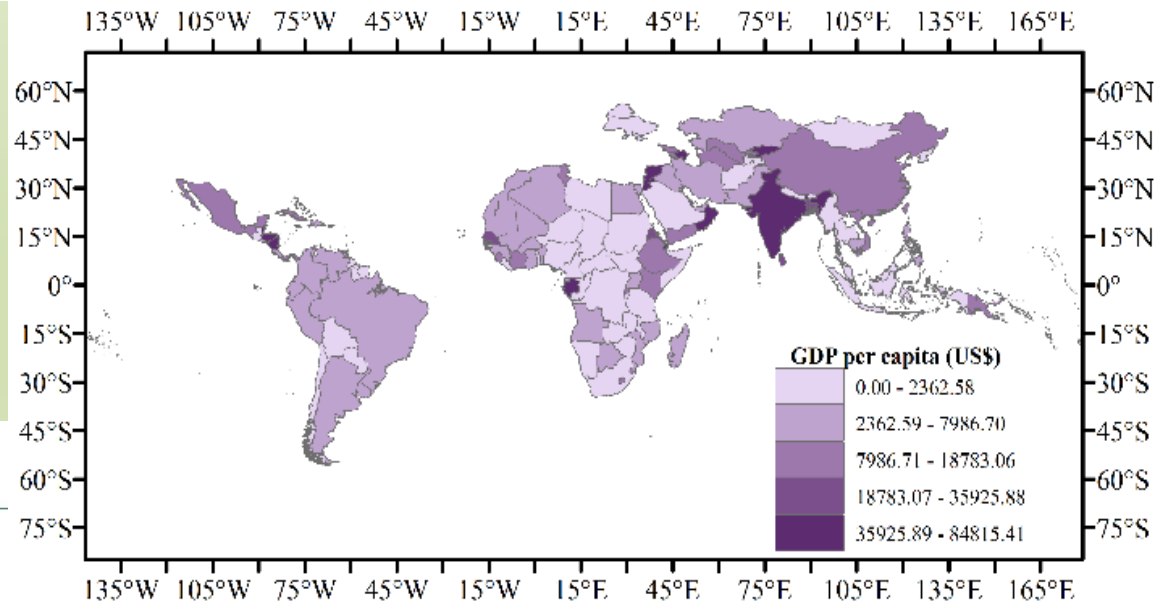 135°W 105°W 75°W 45°W 15°W 15°E 45°E 75°E 105°E 135°E 165°E
60°N 60°N
45°N 45°N
30°N 30°N
15°N 15°N
0° 0°
15°S 15°S
30°S 30°S
45°S 45°S
60°S 60°S
75°S 75°S
GDP per capita (US$)
0.00 - 2362.58
2362.59 - 7986.70
7986.71 - 18783.06
18783.07 - 35925.88
35925.89 - 84815.41
135°W 105°W 75°W 45°W 15°W 15°E 45°E 75°E 105°E 135°E 165°E